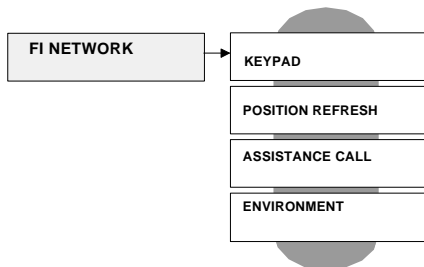 FI NETWORK
KEYPAD
POSITION REFRESH
ASSISTANCE CALL
ENVIRONMENT